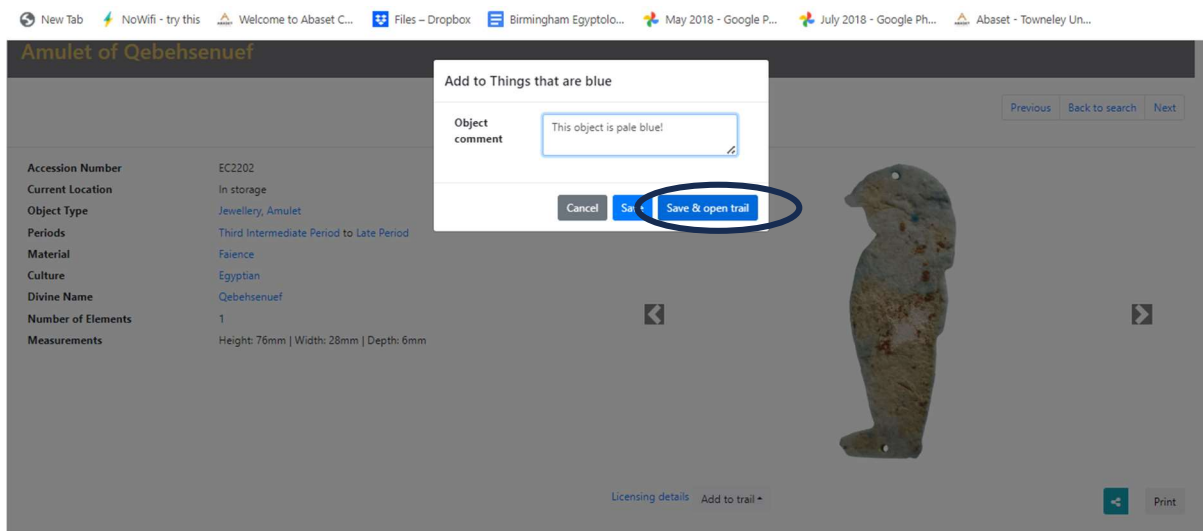 New Tab NoWifi - try this Welcome to Abaset C... Files – Dropbox Birmingham Egyptolo... May 2018 - Google P... July 2018 - Google Ph... Abaset - Towneley Un...
Amulet of Qebehsenuef
Add to Things that are blue
Previous Back to search Next
Object comment This object is pale blue!
Cancel Save Save & open trail
Accession Number EC2202
Current Location In storage
Object Type Jewellery, Amulet
Periods Third Intermediate Period to Late Period
Material Faience
Culture Egyptian
Divine Name Qebehsenuef
Number of Elements 1
Measurements Height: 76mm | Width: 28mm | Depth: 6mm
Licensing details Add to trail
Print